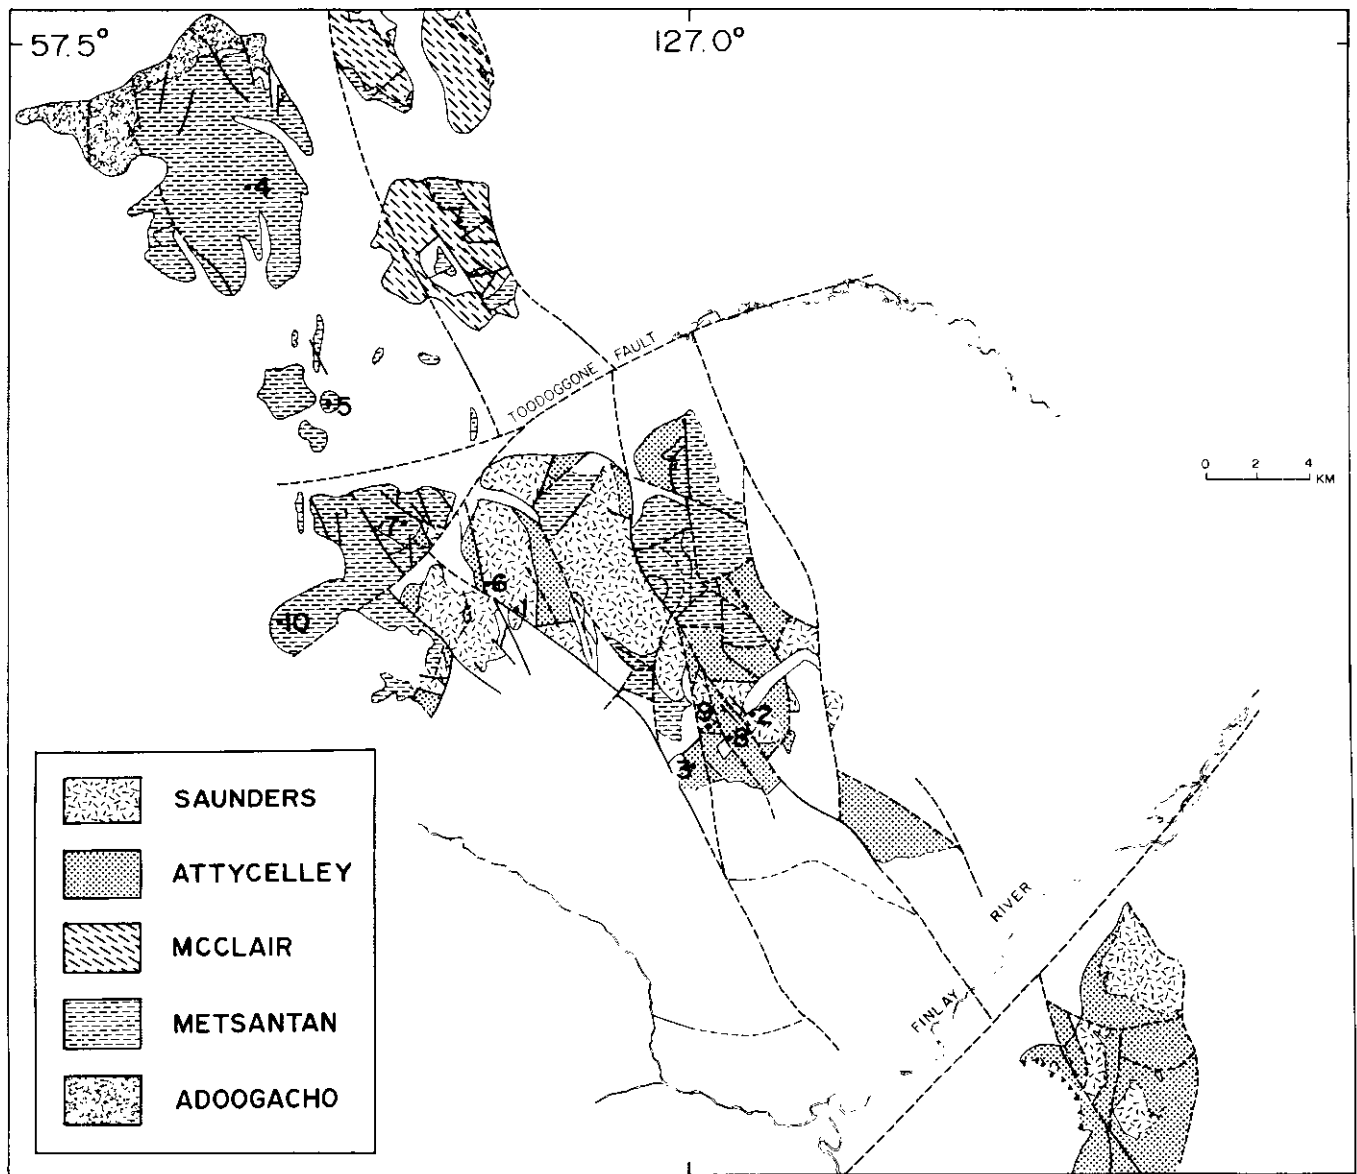 57.5°
127.0°
4
TOODOGGONE FAULT
5
0 2 4
KM
7
6
1
10
9
2
8
3
SAUNDERS
ATTYCELLEY
MCCLAIR
METSANTAN
ADOOGACHO
FINLAY RIVER